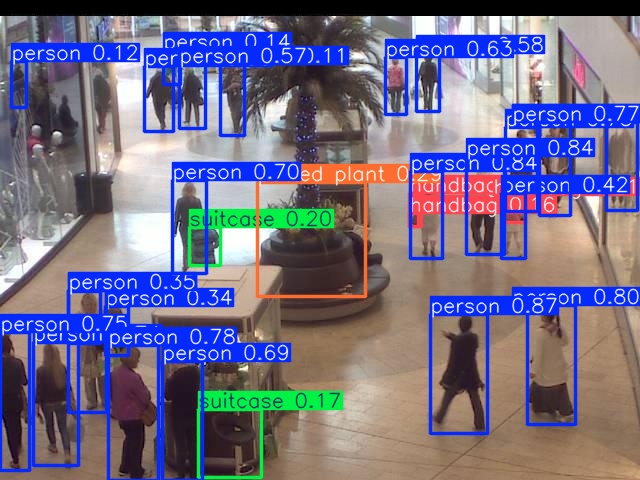 person 0.14
person 0.12
person 0.57
0.11
person 0.63
0.58
person 0.77
person 0.84
person 0.84
person 0.70
ed plant 0.29
handbag
person 0.42
handbag 0.16
suitcase 0.20
person 0.35
person 0.34
person 0.87
person 0.80
person 0.75
person
person 0.78
person 0.69
suitcase 0.17